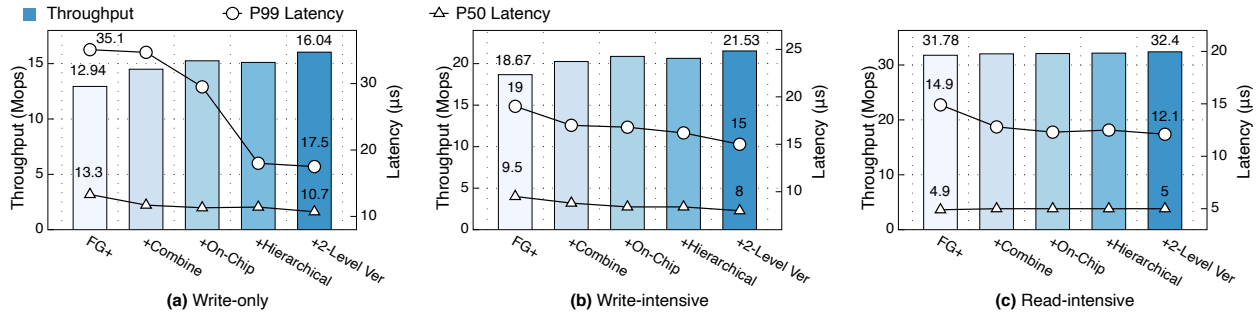 Throughput P99 Latency P50 Latency
Throughput (Mops)
0
5
10
15
12.94
35.1
13.3
16.04
17.5
10.7
10
20
30
Latency (µs)
FG+
+Combine
+On-Chip
+Hierarchical
+2-Level Ver
(a) Write-only
Throughput (Mops)
0
5
10
15
20
18.67
19
9.5
21.53
15
8
10
15
20
25
Latency (µs)
FG+
+Combine
+On-Chip
+Hierarchical
+2-Level Ver
(b) Write-intensive
Throughput (Mops)
0
10
20
30
31.78
14.9
4.9
32.4
12.1
5
5
10
15
20
Latency (µs)
FG+
+Combine
+On-Chip
+Hierarchical
+2-Level Ver
(c) Read-intensive